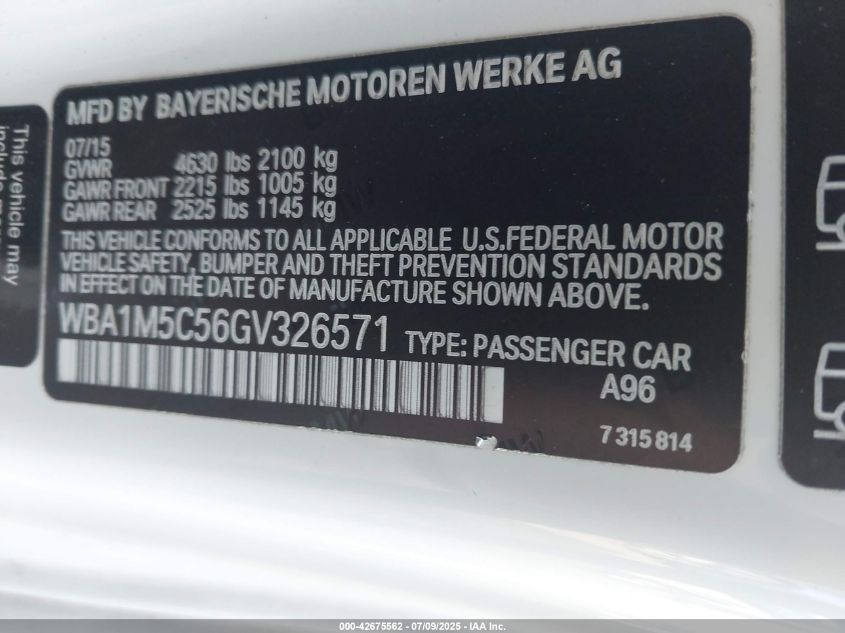 MFD BY BAYERISCHE MOTOREN WERKE AG
07/15
GVWR 4630 lbs 2100 kg
GAWR FRONT 2215 lbs 1005 kg
GAWR REAR 2525 lbs 1145 kg
THIS VEHICLE CONFORMS TO ALL APPLICABLE U.S.FEDERAL MOTOR
VEHICLE SAFETY, BUMPER AND THEFT PREVENTION STANDARDS
IN EFFECT ON THE DATE OF MANUFACTURE SHOWN ABOVE.
WBA1M5C56GV326571 TYPE: PASSENGER CAR
A96
7 315 814
This vehicle may
include
000-42675562 - 07/09/2025 - IAA Inc.